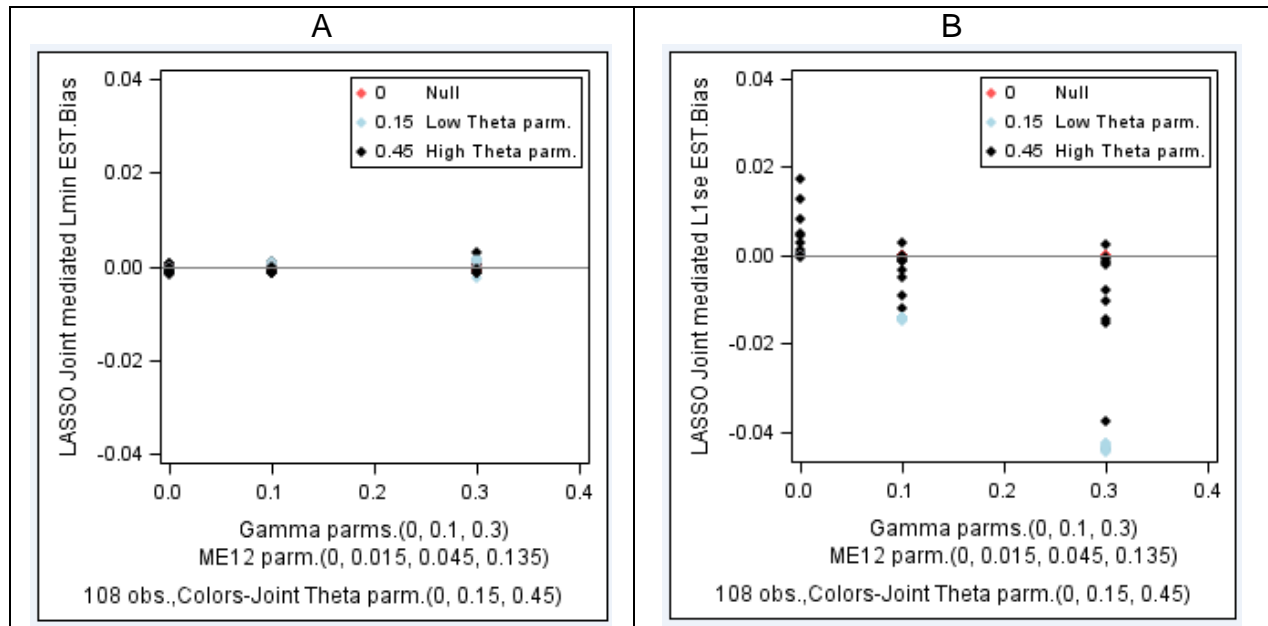 A
LASSO Joint mediated Lmin EST.Bias
0.04
0.02
0.00
-0.02
-0.04
0 Null
0.15 Low Theta parm.
0.45 High Theta parm.
0.0 0.1 0.2 0.3 0.4
Gamma parms.(0, 0.1, 0.3)
ME12 parm.(0, 0.015, 0.045, 0.135)
108 obs.,Colors-Joint Theta parm.(0, 0.15, 0.45)
B
LASSO Joint mediated L1se EST.Bias
0.04
0.02
0.00
-0.02
-0.04
0 Null
0.15 Low Theta parm.
0.45 High Theta parm.
0.0 0.1 0.2 0.3 0.4
Gamma parms.(0, 0.1, 0.3)
ME12 parm.(0, 0.015, 0.045, 0.135)
108 obs.,Colors-Joint Theta parm.(0, 0.15, 0.45)